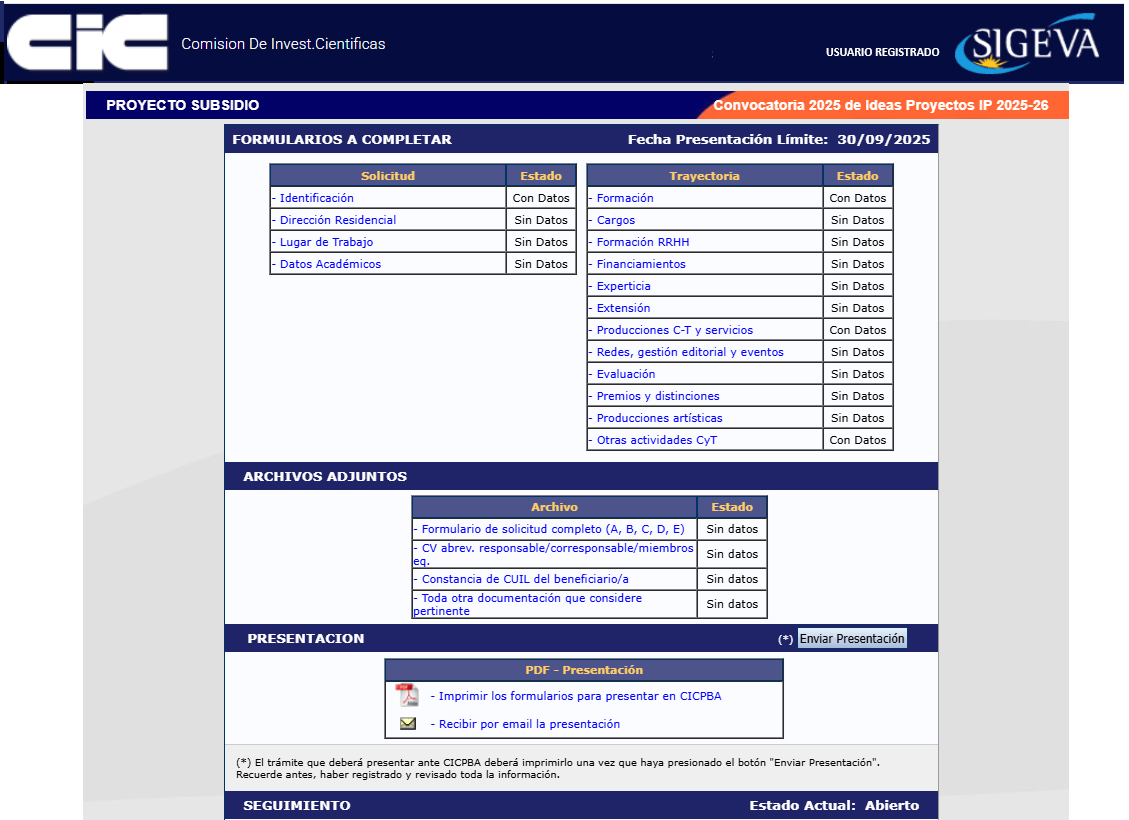 CIC
Comision De Invest.Cientificas
USUARIO REGISTRADO
SIGEVA
PROYECTO SUBSIDIO
Convocatoria 2025 de Ideas Proyectos IP 2025-26
FORMULARIOS A COMPLETAR
Fecha Presentación Límite: 30/09/2025
Solicitud Estado
- Identificación Con Datos
- Dirección Residencial Sin Datos
- Lugar de Trabajo Sin Datos
- Datos Académicos Sin Datos
Trayectoria Estado
- Formación Con Datos
- Cargos Sin Datos
- Formación RRHH Sin Datos
- Financiamientos Sin Datos
- Experticia Sin Datos
- Extensión Sin Datos
- Producciones C-T y servicios Con Datos
- Redes, gestión editorial y eventos Sin Datos
- Evaluación Sin Datos
- Premios y distinciones Sin Datos
- Producciones artísticas Sin Datos
- Otras actividades CyT Con Datos
ARCHIVOS ADJUNTOS
Archivo Estado
- Formulario de solicitud completo (A, B, C, D, E) Sin datos
- CV abrev. responsable/corresponsable/miembros
eq. Sin datos
- Constancia de CUIL del beneficiario/a Sin datos
- Toda otra documentación que considere
pertinente Sin datos
PRESENTACION
(*) Enviar Presentación
PDF - Presentación
- Imprimir los formularios para presentar en CICPBA
- Recibir por email la presentación
(*) El trámite que deberá presentar ante CICPBA deberá imprimirlo una vez que haya presionado el botón "Enviar Presentación".
Recuerde antes, haber registrado y revisado toda la información.
SEGUIMIENTO
Estado Actual: Abierto